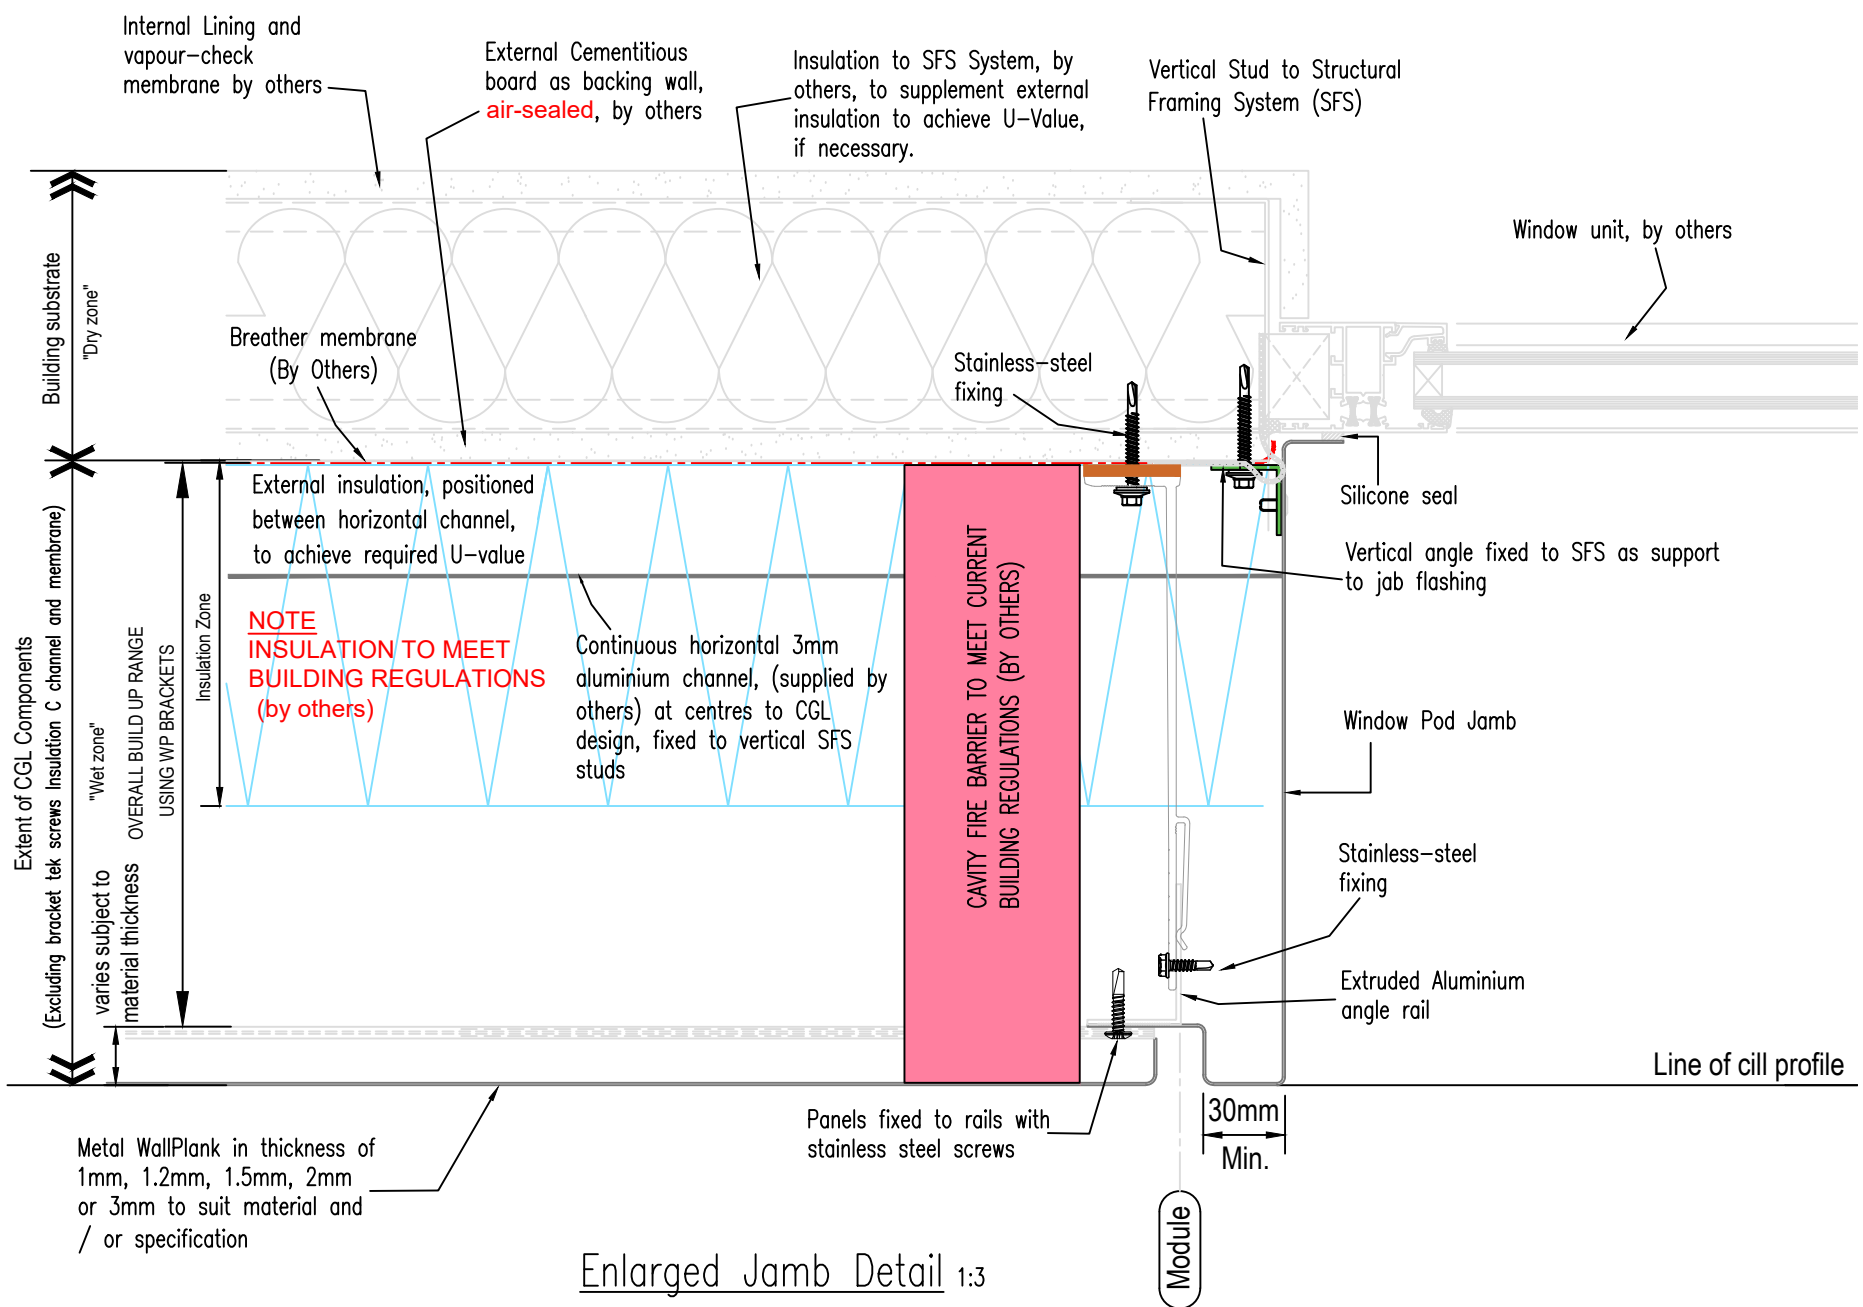 Internal Lining and
vapour-check
membrane by others
External Cementitious
board as backing wall,
air-sealed, by others
Insulation to SFS System, by
others, to supplement external
insulation to achieve U-Value,
if necessary.
Vertical Stud to Structural
Framing System (SFS)
Window unit, by others
Building substrate
"Dry zone"
Breather membrane
(By Others)
Stainless-steel
fixing
External insulation, positioned
between horizontal channel,
to achieve required U-value
Silicone seal
Vertical angle fixed to SFS as support
to jab flashing
NOTE
INSULATION TO MEET
BUILDING REGULATIONS
(by others)
Continuous horizontal 3mm
aluminium channel, (supplied by
others) at centres to CGL
design, fixed to vertical SFS
studs
CAVITY FIRE BARRIER TO MEET CURRENT
BUILDING REGULATIONS (BY OTHERS)
Window Pod Jamb
Extent of CGL Components
(Excluding bracket tek screws Insulation C channel and membrane)
"Wet zone"
OVERALL BUILD UP RANGE
USING WP BRACKETS
Insulation Zone
varies subject to
material thickness
Stainless-steel
fixing
Extruded Aluminium
angle rail
Line of cill profile
Panels fixed to rails with
stainless steel screws
30mm
Min.
Metal WallPlank in thickness of
1mm, 1.2mm, 1.5mm, 2mm
or 3mm to suit material and
/ or specification
Module
Enlarged Jamb Detail 1:3